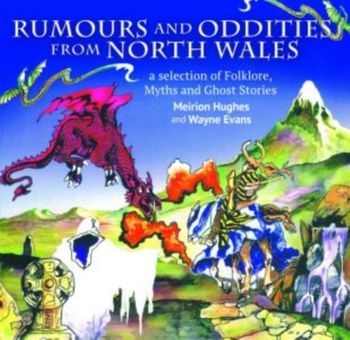 RUMOURS AND ODDITIES
FROM NORTH WALES
a selection of Folklore,
Myths and Ghost Stories
Meirion Hughes
and Wayne Evans